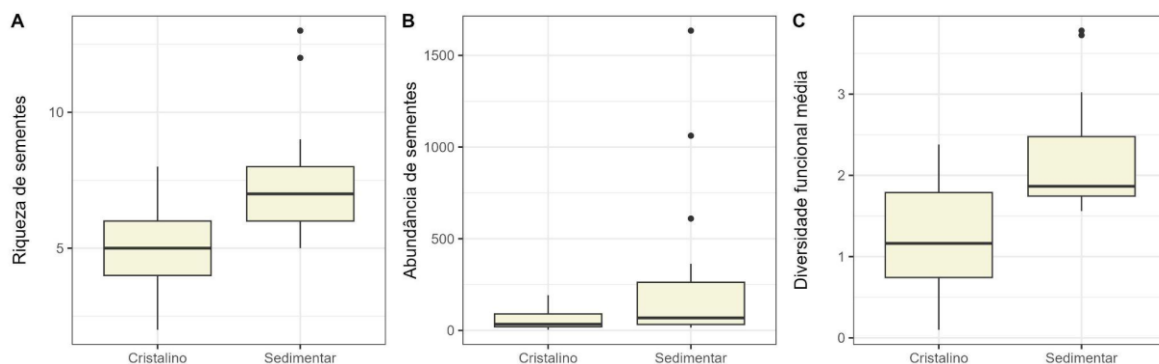 A
Riqueza de sementes
10
5
Cristalino
Sedimentar
B
Abundância de sementes
1500
1000
500
0
Cristalino
Sedimentar
C
Diversidade funcional média
3
2
1
0
Cristalino
Sedimentar